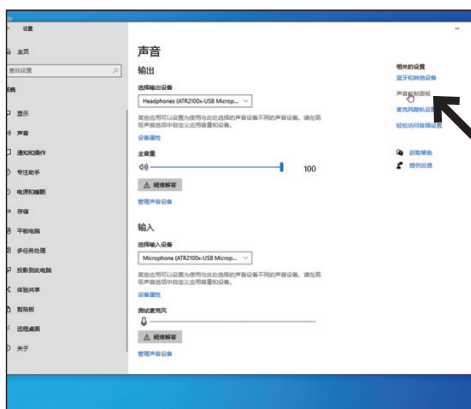 设置
主页
查找设置
系统
显示
声音
通知和操作
专注助手
电源和睡眠
存储
平板电脑
多任务处理
投影到此电脑
体验共享
剪贴板
远程桌面
关于
声音
输出
选择输出设备
Headphones (ATR2100x-USB Microp...
某些应用可以设置为使用与此处选择的声音设备不同的声音设备。请在高
级声音选项中自定义应用音量和设备。
设备属性
主音量
100
疑难解答
管理声音设备
输入
选择输入设备
Microphone (ATR2100x-USB Microp...
某些应用可以设置为使用与此处选择的声音设备不同的声音设备。请在高
级声音选项中自定义应用音量和设备。
设备属性
测试麦克风
疑难解答
管理声音设备
相关的设置
蓝牙和其他设备
声音控制面板
麦克风隐私设置
轻松访问音频设置
获取帮助
提供反馈